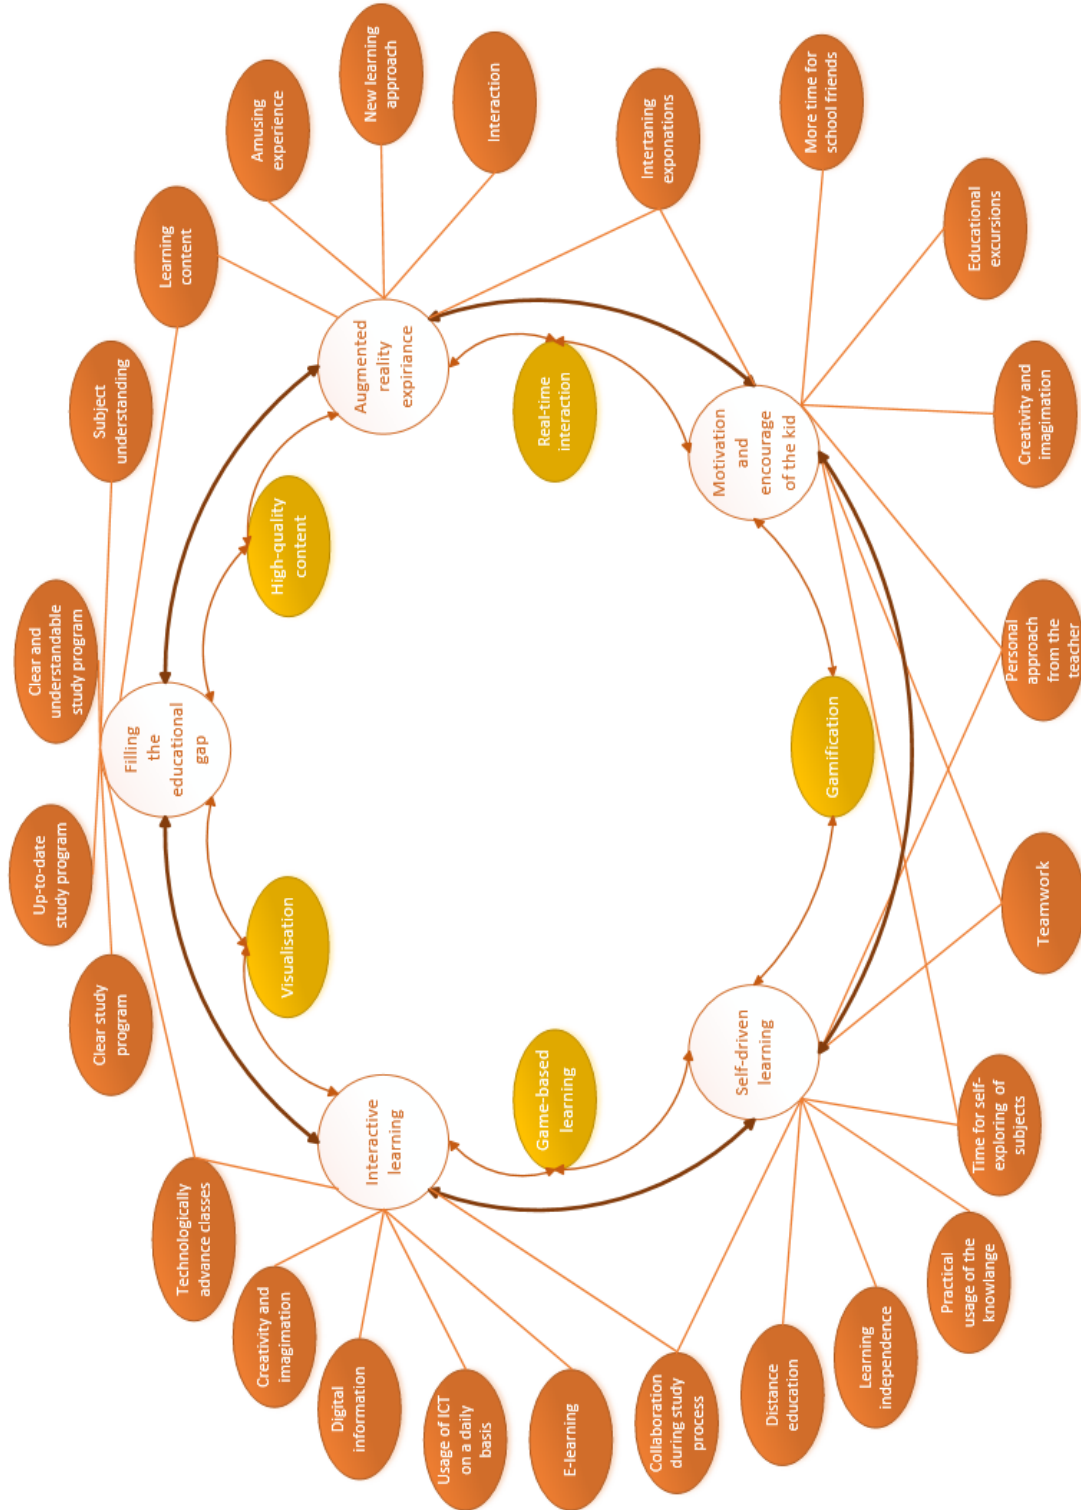 Clear study
program
Up-to-date
study program
Clear and
understandable
study program
Subject
understanding
Learning
content
Amusing
experience
New learning
approach
Interaction
Intertaning
exponations
More time for
school friends
Educational
excursions
Creativity and
imagimation
Personal
approach
from the
teacher
Teamwork
Time for self-
exploring of
subjects
Practical
usage of the
knowlange
Learning
independence
Distance
education
Collaboration
during study
process
E-learning
Usage of ICT
on a daily
basis
Digital
information
Creativity and
imagimation
Technologically
advance classes
Filling
the
educational
gap
Augmented
reality
expiriance
Motivation
and
encourage
of the kid
Self-driven
learning
Interactive
learning
Visualisation
High-quality
content
Real-time
interaction
Gamification
Game-based
learning